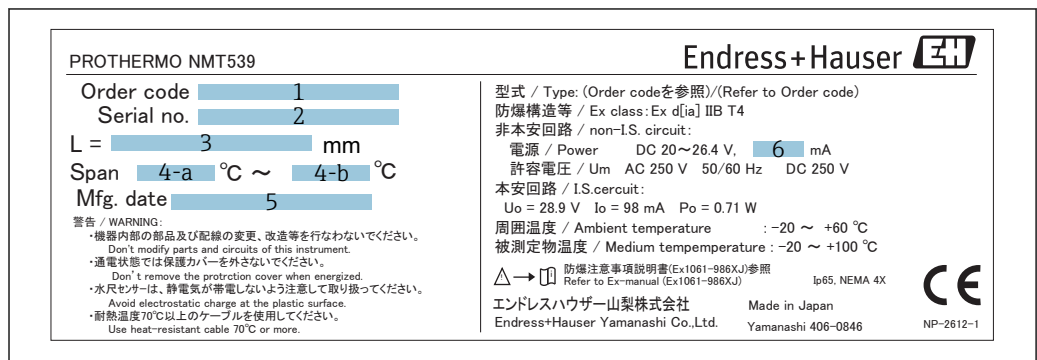 PROTHERMO NMT539
Endress+Hauser EH
Order code 1
Serial no. 2
L = 3 mm
Span 4-a ℃ ～ 4-b ℃
Mfg. date 5
警告 / WARNING:
・機器内部の部品及び配線の変更、改造等を行なわないでください。
Don't modify parts and circuits of this instrument.
・通電状態では保護カバーを外さないでください。
Don't remove the protrction cover when energized.
・水尺センサーは、静電気が帯電しないよう注意して取り扱ってください。
Avoid electrostatic charge at the plastic surface.
・耐熱温度70℃以上のケーブルを使用してください。
Use heat-resistant cable 70℃ or more.
型式 / Type: (Order codeを参照)/(Refer to Order code)
防爆構造等 / Ex class: Ex d[ia] IIB T4
非本安回路 / non-I.S. circuit:
電源 / Power DC 20～26.4 V, 6 mA
許容電圧 / Um AC 250 V 50/60 Hz DC 250 V
本安回路 / I.S.cercuit:
Uo = 28.9 V Io = 98 mA Po = 0.71 W
周囲温度 / Ambient temperature : -20 ～ +60 ℃
被測定物温度 / Medium tempemperature : -20 ～ +100 ℃
防爆注意事項説明書(Ex1061-986XJ)参照
Refer to Ex-manual (Ex1061-986XJ)
Ip65, NEMA 4X
CE
エンドレスハウザー山梨株式会社 Made in Japan
Endress+Hauser Yamanashi Co.,Ltd. Yamanashi 406-0846
NP-2612-1